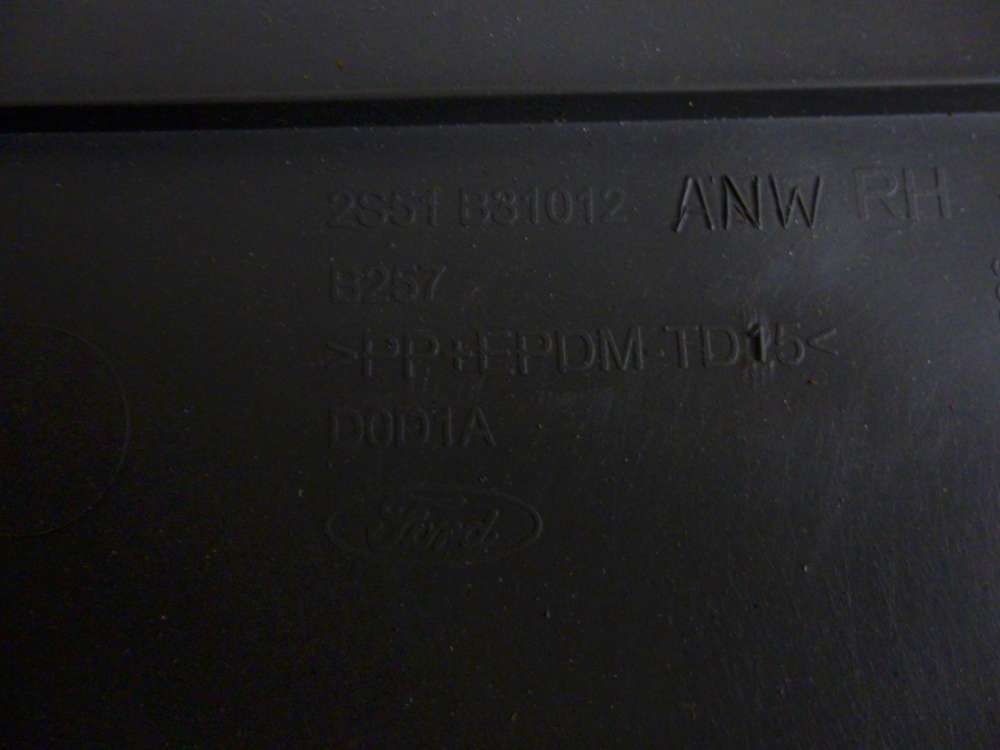 2S51 B31012 ANW RH
B257
>PP+EPDM-TD15<
D0D1A
Ford